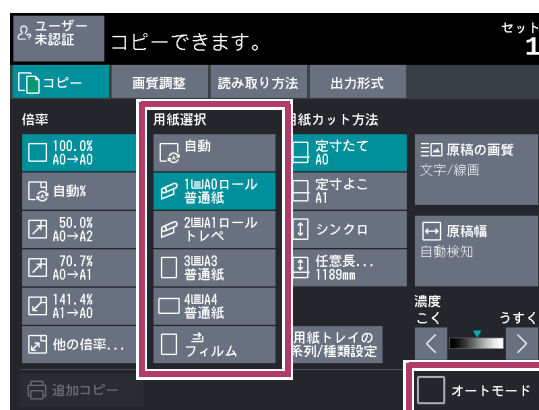 ユーザー
未認証
コピーできます。
セット
1
コピー
画質調整
読み取り方法
出力形式
倍率
100.0%
A0→A0
自動%
50.0%
A0→A2
70.7%
A0→A1
141.4%
A1→A0
他の倍率...
用紙選択
自動
1 A0ロール
普通紙
2 A1ロール
トレペ
3 A3
普通紙
4 A4
普通紙
フィルム
用紙カット方法
定寸たて
A0
定寸よこ
A1
シンクロ
任意長...
1189mm
用紙トレイの
系列/種類設定
原稿の画質
文字/線画
原稿幅
自動検知
濃度
こく うすく
追加コピー
オートモード